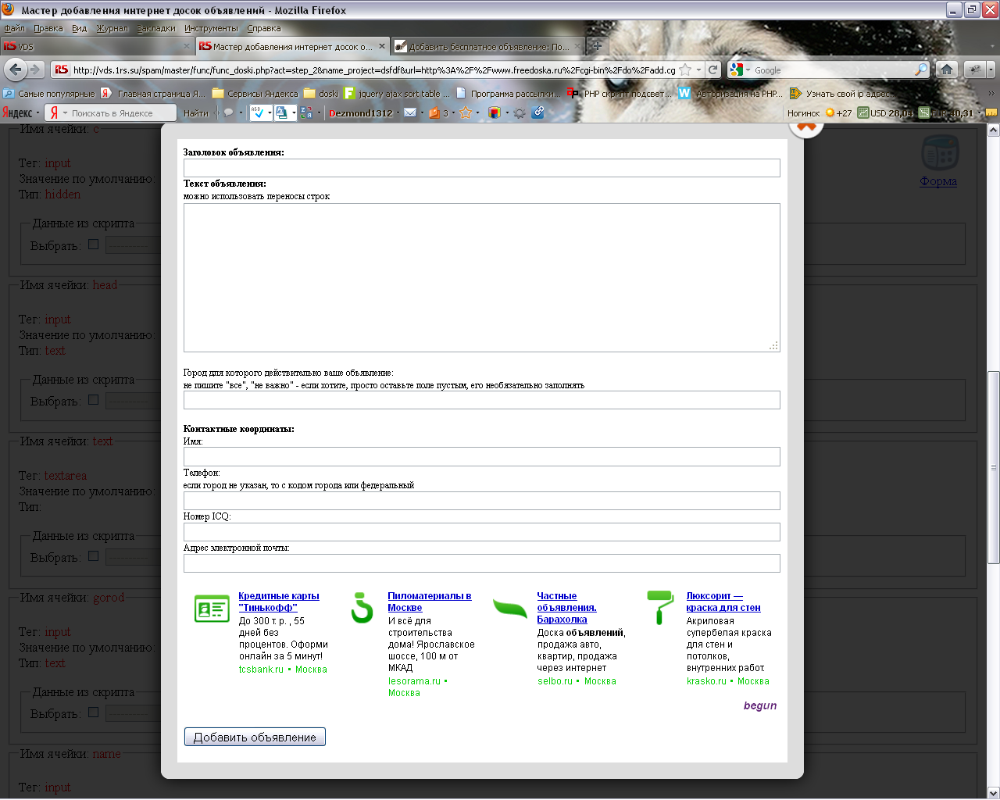 Мастер добавления интернет досок объявлений - Mozilla Firefox
Файл Правка Вид Журнал Закладки Инструменты Справка
RS VDS
RS Мастер добавления интернет досок о...
Добавить бесплатное объявление: По...
RS http://vds.1rs.su/spam/master/func/func_doski.php?act=step_2&name_project=dsfdf&url=http%3A%2F%2Fwww.freedoska.ru%2Fcgi-bin%2Fdo%2Fadd.cg
Google
Самые популярные
Главная страница Я...
Сервисы Яндекса
doski
jquery ajax sort table ...
Программа рассылки...
PHP скрипт подсвет...
Авторизация на PHP...
Узнать свой ip адрес...
Яндекс
Я Поискать в Яндексе
Найти
Dezmond1312
3
Ногинск +27 USD 28,04 EUR 40,31
Заголовок объявления:
Текст объявления:
можно использовать переносы строк
Город для которого действительно ваше объявление:
не пишите "все", "не важно" - если хотите, просто оставьте поле пустым, его необязательно заполнять
Контактные координаты:
Имя:
Телефон:
если город не указан, то с кодом города или федеральный
Номер ICQ:
Адрес электронной почты:
Кредитные карты
"Тинькофф"
До 300 т. р. , 55
дней без
процентов. Оформи
онлайн за 5 минут!
tcsbank.ru • Москва
Пиломатериалы в
Москве
И всё для
строительства
дома! Ярославское
шоссе, 100 м от
МКАД
lesorama.ru •
Москва
Частные
объявления.
Барахолка
Доска объявлений,
продажа авто,
квартир, продажа
через интернет
selbo.ru • Москва
Люксорит —
краска для стен
Акриловая
супербелая краска
для стен и
потолков,
внутренних работ.
krasko.ru • Москва
begun
Добавить объявление
Имя ячейки: c
Тег: input
Значение по умолчанию:
Тип: hidden
Данные из скрипта
Выбрать: ----------
Форма
Имя ячейки: head
Тег: input
Значение по умолчанию:
Тип: text
Данные из скрипта
Выбрать: ----------
Имя ячейки: text
Тег: textarea
Значение по умолчанию:
Тип:
Данные из скрипта
Выбрать: ----------
Имя ячейки: gorod
Тег: input
Значение по умолчанию:
Тип: text
Данные из скрипта
Выбрать: ----------
Имя ячейки: name
Тег: input